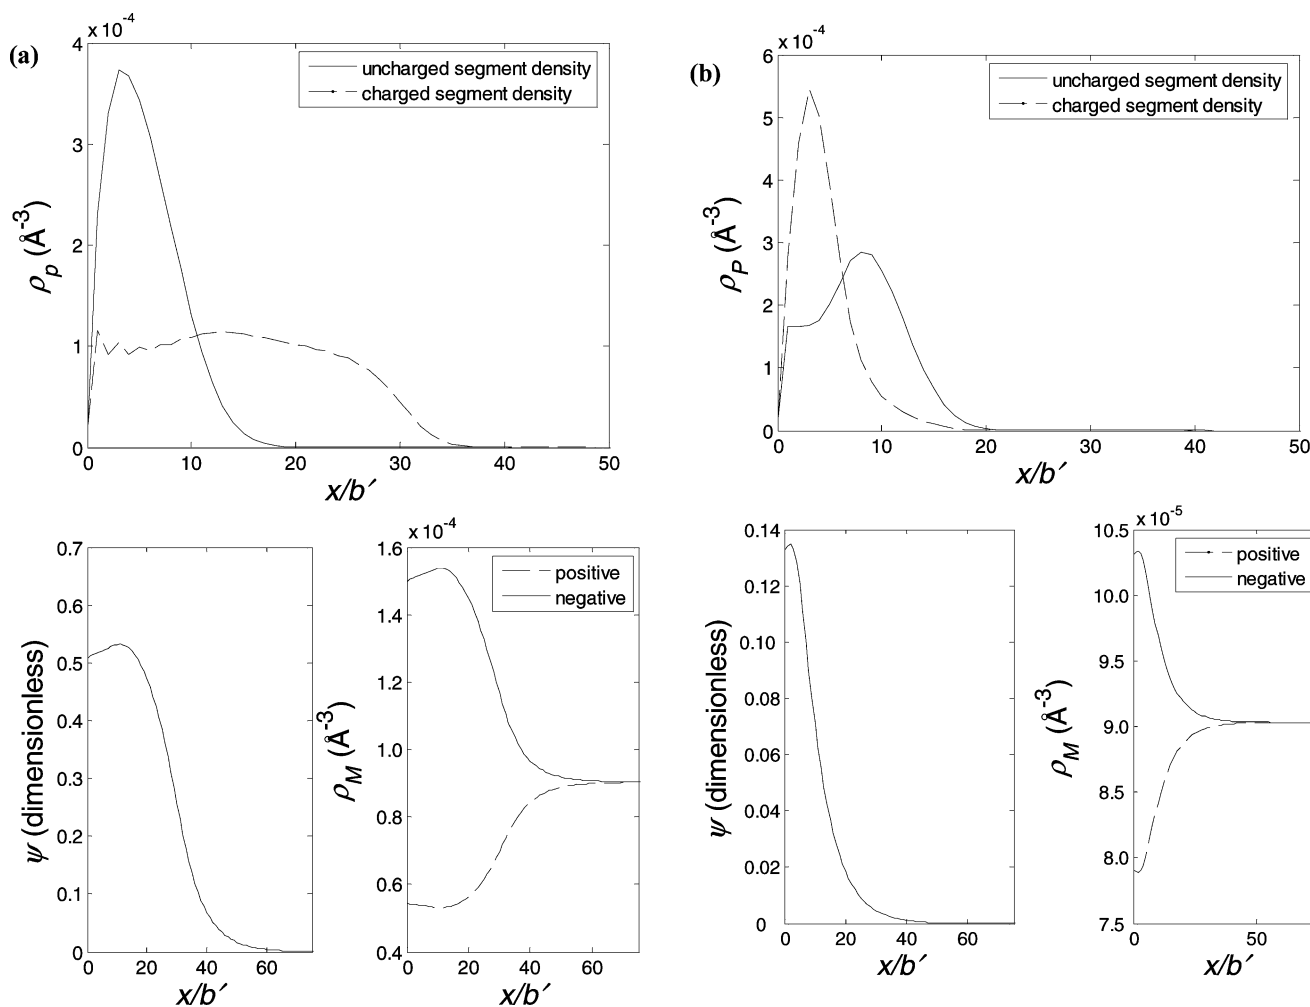 (a)
x 10⁻⁴
4
3
2
1
0
ρp (Å⁻³)
uncharged segment density
charged segment density
0 10 20 30 40 50
x/b′
(b)
x 10⁻⁴
6
5
4
3
2
1
0
ρP (Å⁻³)
uncharged segment density
charged segment density
0 10 20 30 40 50
x/b′
0.7
0.6
0.5
0.4
0.3
0.2
0.1
0
ψ (dimensionless)
0 20 40 60
x/b′
x 10⁻⁴
1.6
1.4
1.2
1.0
0.8
0.6
0.4
ρM (Å⁻³)
positive
negative
0 20 40 60
x/b′
0.14
0.12
0.10
0.08
0.06
0.04
0.02
0
ψ (dimensionless)
0 20 40 60
x/b′
x 10⁻⁵
10.5
10.0
9.5
9.0
8.5
8.0
7.5
ρM (Å⁻³)
positive
negative
0 50
x/b′